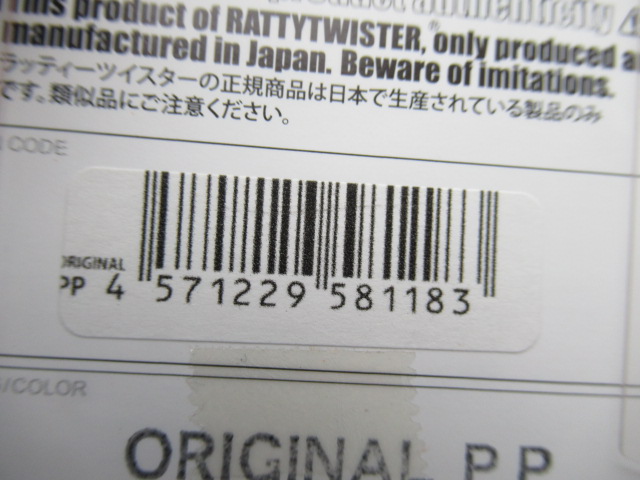 product authenticity
This product of RATTYTWISTER,® only produced a
manufactured in Japan. Beware of imitations.
ラッティーツイスターの正規商品は日本で生産されている製品のみ
です。類似品にご注意ください。
CODE
ORIGINAL
PP 4 571229 581183
/COLOR
ORIGINAL P P